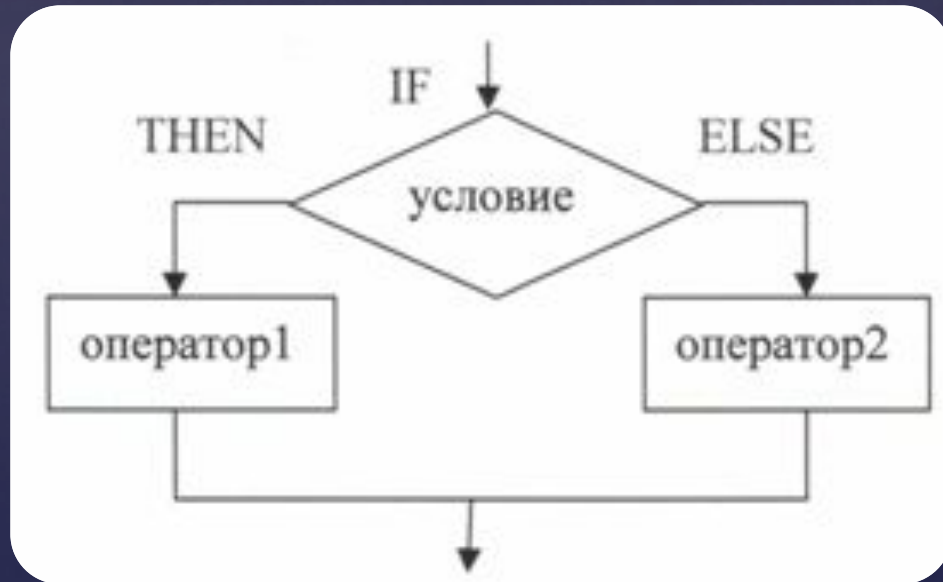 IF
THEN
ELSE
условие
оператор1
оператор2